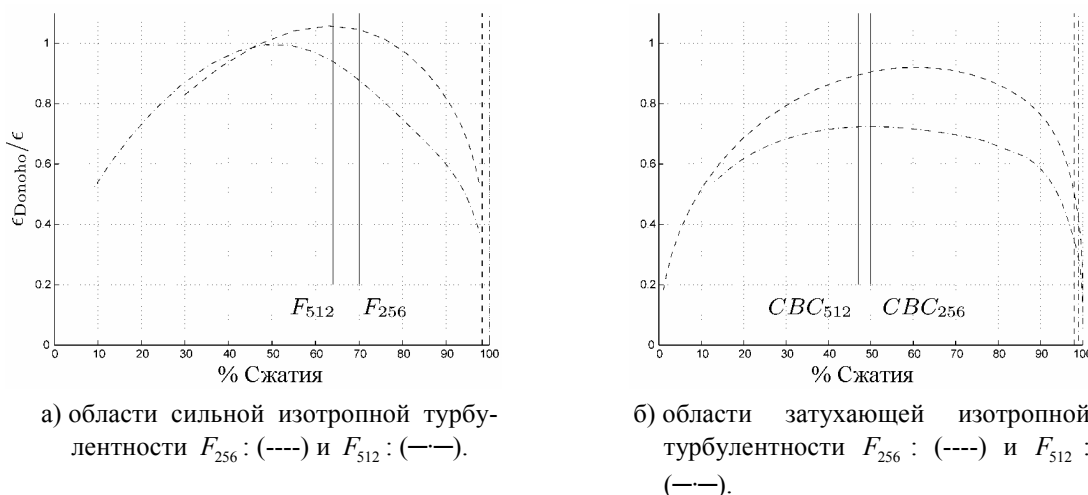 ϵDonoho/ϵ
1
0.8
0.6
0.4
0.2
0
0 10 20 30 40 50 60 70 80 90 100
F512 F256
% Сжатия
а) области сильной изотропной турбу-
лентности F256 : (----) и F512 : (—·—).
1
0.8
0.6
0.4
0.2
0
0 10 20 30 40 50 60 70 80 90 100
CBC512 CBC256
% Сжатия
б) области затухающей изотропной
турбулентности F256 : (----) и F512 :
(—·—).